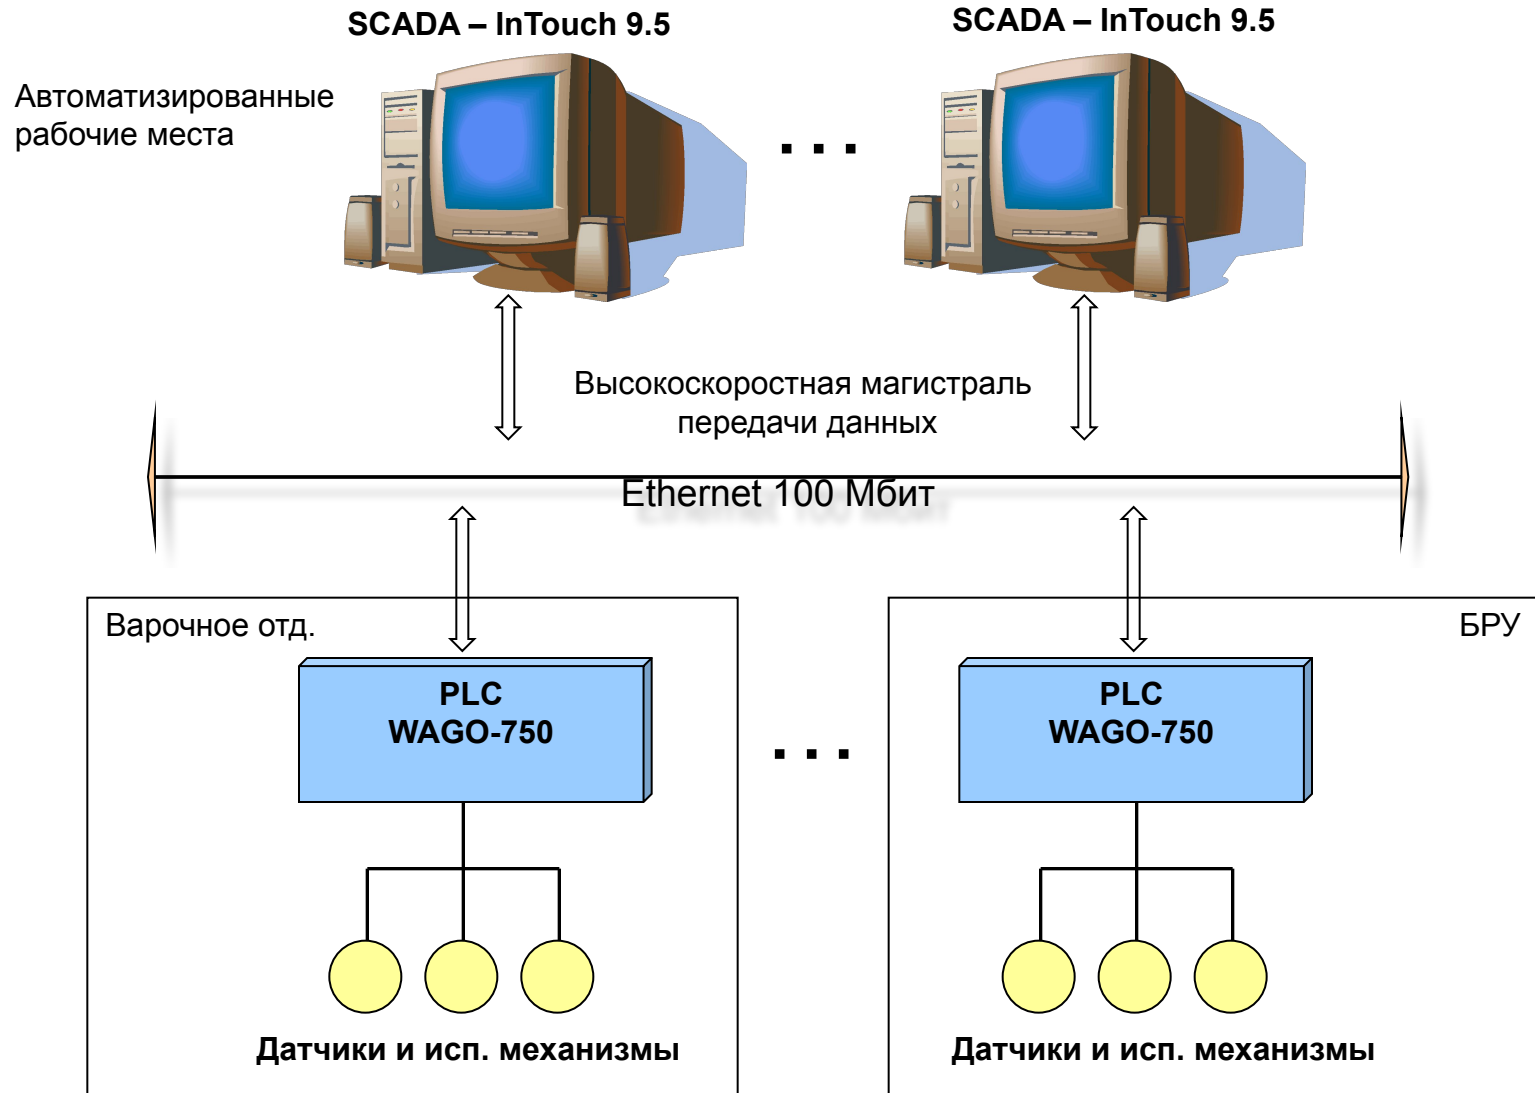 SCADA – InTouch 9.5
SCADA – InTouch 9.5
Автоматизированные
рабочие места
. . .
Высокоскоростная магистраль
передачи данных
Ethernet 100 Мбит
Варочное отд.
БРУ
PLC
WAGO-750
. . .
PLC
WAGO-750
Датчики и исп. механизмы
Датчики и исп. механизмы